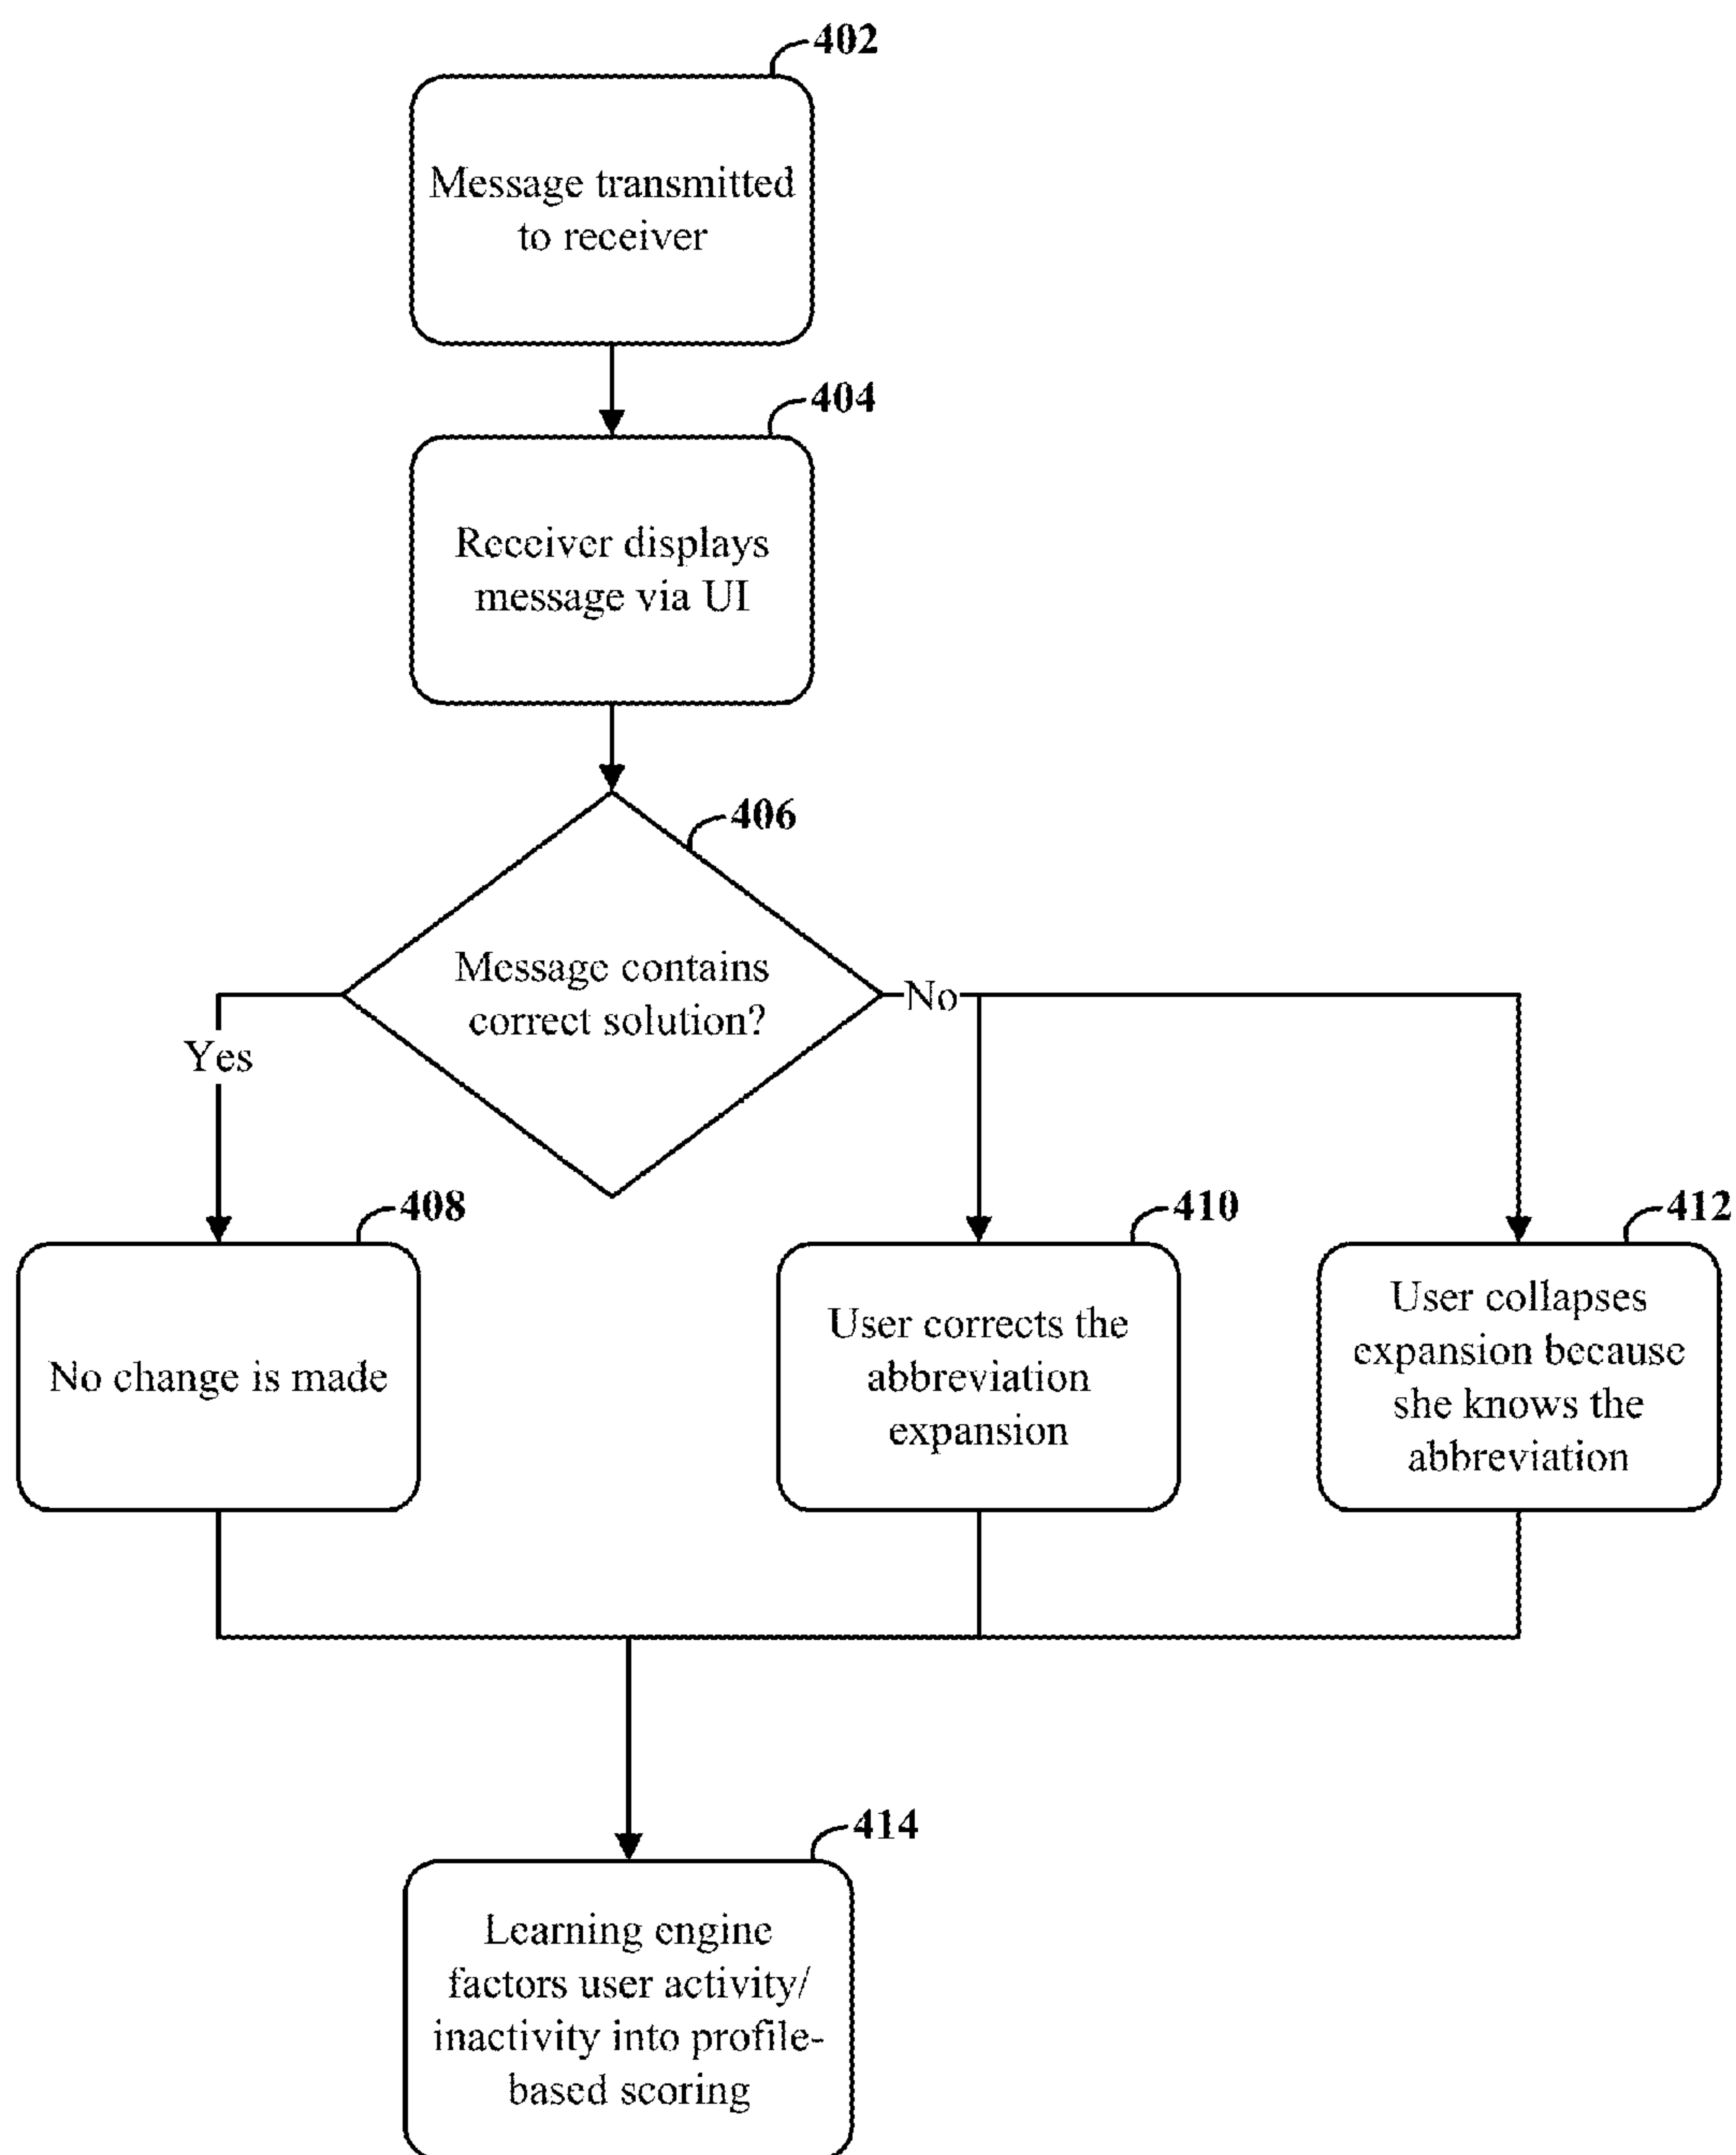 402
Message transmitted
to receiver
404
Receiver displays
message via UI
406
Message contains
correct solution?
No
Yes
408
410
412
No change is made
User corrects the
abbreviation
expansion
User collapses
expansion because
she knows the
abbreviation
414
Learning engine
factors user activity/
inactivity into profile-
based scoring